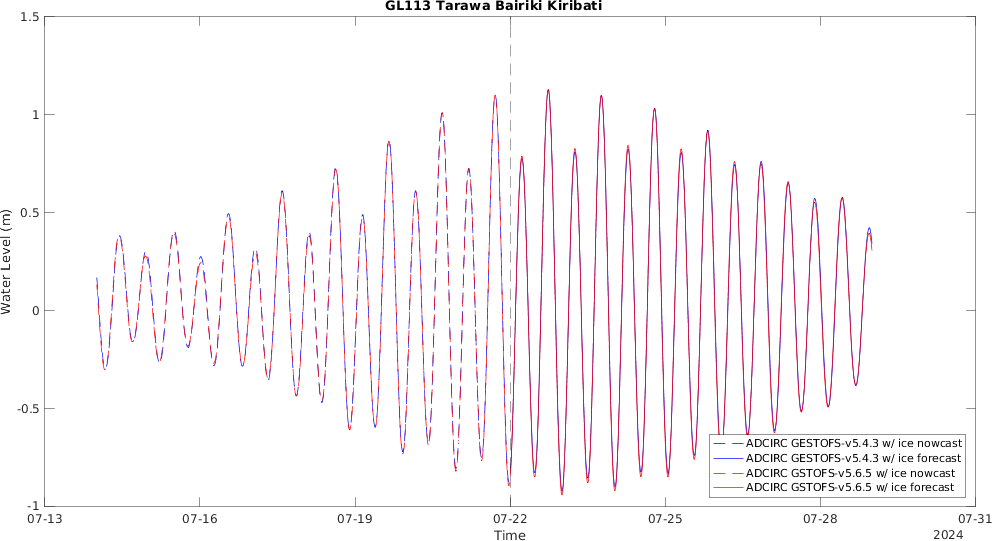 GL113 Tarawa Bairiki Kiribati
1.5
1
0.5
0
-0.5
-1
Water Level (m)
ADCIRC GESTOFS-v5.4.3 w/ ice nowcast
ADCIRC GESTOFS-v5.4.3 w/ ice forecast
ADCIRC GSTOFS-v5.6.5 w/ ice nowcast
ADCIRC GSTOFS-v5.6.5 w/ ice forecast
07-13 07-16 07-19 07-22 07-25 07-28 07-31
Time
2024